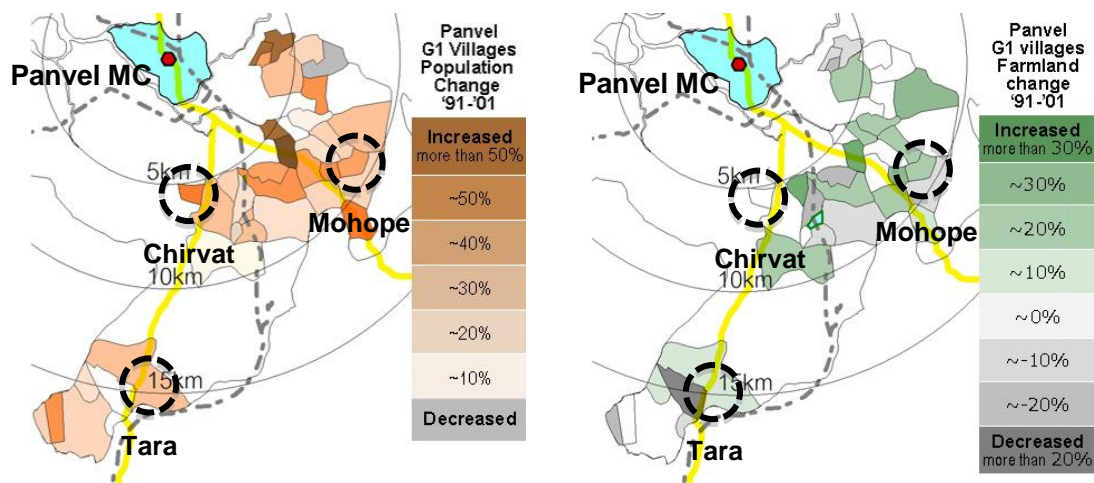 Panvel MC
5km
Mohope
Chirvat
10km
15km
Tara
Panvel
G1 Villages
Population
Change
'91-'01
Increased
more than 50%
~50%
~40%
~30%
~20%
~10%
Decreased
Panvel MC
5km
Mohope
Chirvat
10km
15km
Tara
Panvel
G1 villages
Farmland
change
'91-'01
Increased
more than 30%
~30%
~20%
~10%
~0%
~-10%
~-20%
Decreased
more than 20%